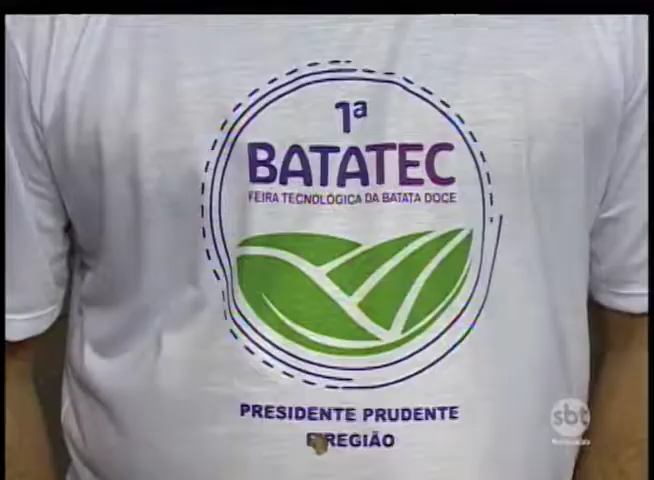 1ª
BATATEC
FEIRA TECNOLÓGICA DA BATATA DOCE
PRESIDENTE PRUDENTE
E REGIÃO
sbt